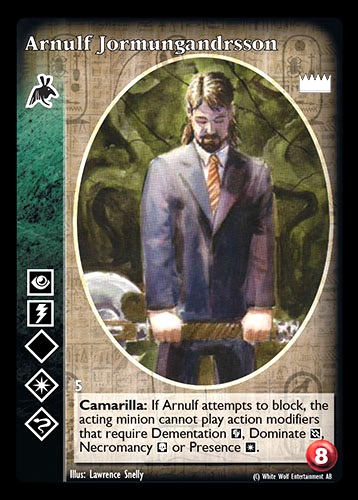 Arnulf Jormungandrsson
5
Camarilla: If Arnulf attempts to block, the
acting minion cannot play action modifiers
that require Dementation, Dominate,
Necromancy or Presence.
8
Illus: Lawrence Snelly
(C) White Wolf Entertainment AB